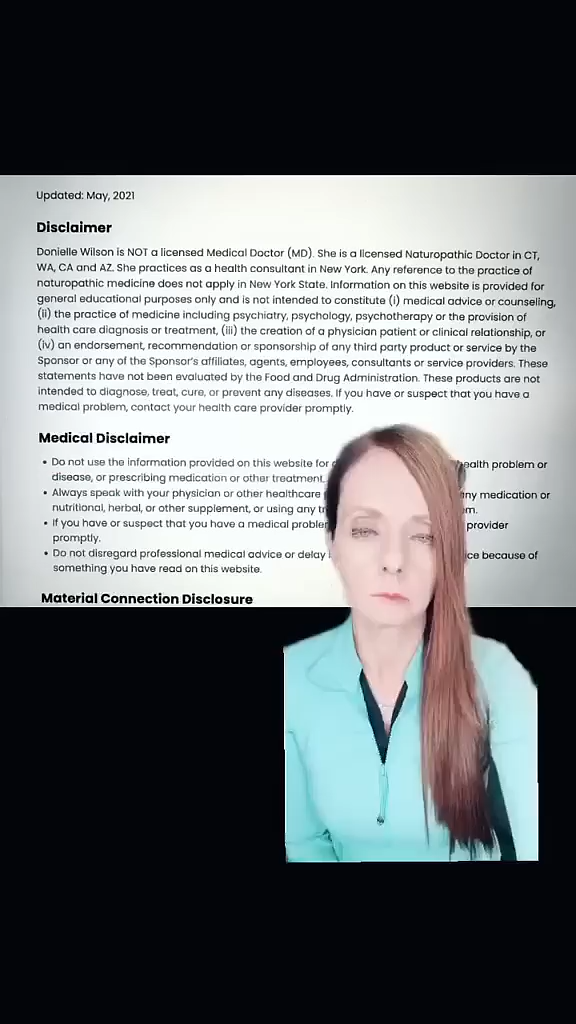 Updated: May, 2021
Disclaimer
Donielle Wilson is NOT a licensed Medical Doctor (MD). She is a licensed Naturopathic Doctor in CT,
WA, CA and AZ. She practices as a health consultant in New York. Any reference to the practice of
naturopathic medicine does not apply in New York State. Information on this website is provided for
general educational purposes only and is not intended to constitute (i) medical advice or counseling,
(ii) the practice of medicine including psychiatry, psychology, psychotherapy or the provision of
health care diagnosis or treatment, (iii) the creation of a physician patient or clinical relationship, or
(iv) an endorsement, recommendation or sponsorship of any third party product or service by the
Sponsor or any of the Sponsor's affiliates, agents, employees, consultants or service providers. These
statements have not been evaluated by the Food and Drug Administration. These products are not
intended to diagnose, treat, cure, or prevent any diseases. If you have or suspect that you have a
medical problem, contact your health care provider promptly.
Medical Disclaimer
• Do not use the information provided on this website for health problem or
disease, or prescribing medication or other treatment.
• Always speak with your physician or other healthcare any medication or
nutritional, herbal, or other supplement, or using any
• If you have or suspect that you have a medical provider
promptly.
• Do not disregard professional medical advice or delay because of
something you have read on this website.
Material Connection Disclosure